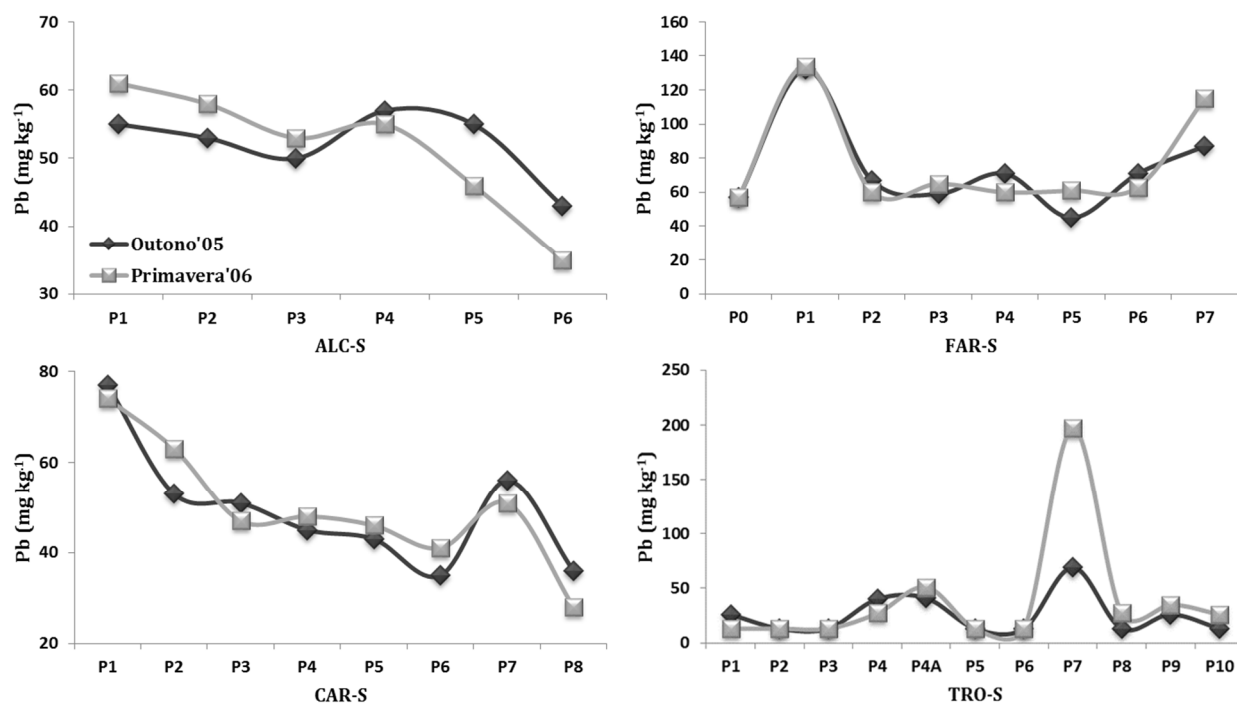 70
60
50
40
30
Pb (mg kg-1)
Outono'05
Primavera'06
P1 P2 P3 P4 P5 P6
ALC-S
160
140
120
100
80
60
40
20
0
Pb (mg kg-1)
P0 P1 P2 P3 P4 P5 P6 P7
FAR-S
80
60
40
20
Pb (mg kg-1)
P1 P2 P3 P4 P5 P6 P7 P8
CAR-S
250
200
150
100
50
0
Pb (mg kg-1)
P1 P2 P3 P4 P4A P5 P6 P7 P8 P9 P10
TRO-S